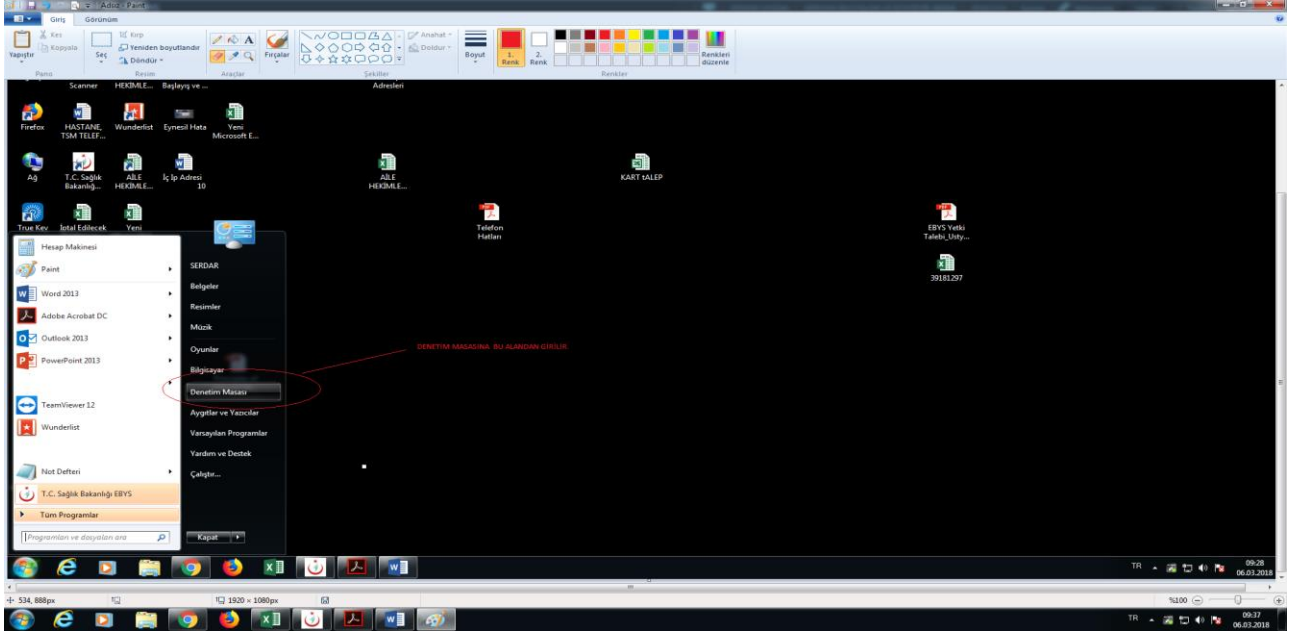 Adsız - Paint
Giriş Görünüm
Yapıştır
Kes
Kopyala
Pano
Seç
Kırp
Yeniden boyutlandır
Döndür
Resim
Araçlar
Fırçalar
Anahat
Doldur
Şekiller
Boyut
1.
Renk
2.
Renk
Renkleri
düzenle
Renkler
Scanner HEKİMLE... Başlayış ve ... Adresleri
Firefox
HASTANE,
TSM TELEF...
Wunderlist
Eynesil Hata
Yeni
Microsoft E...
Ağ
T.C. Sağlık
Bakanlığ...
AİLE
HEKİMLE...
İç Ip Adresi
10
AİLE
HEKİMLE...
KART tALEP
True Key
İptal Edilecek
Yeni
Telefon
Hatları
EBYS Yetki
Talebi_Usty...
39181297
Hesap Makinesi
Paint
Word 2013
Adobe Acrobat DC
Outlook 2013
PowerPoint 2013
TeamViewer 12
Wunderlist
Not Defteri
T.C. Sağlık Bakanlığı EBYS
Tüm Programlar
Programları ve dosyaları ara
SERDAR
Belgeler
Resimler
Müzik
Oyunlar
Bilgisayar
Denetim Masası
Aygıtlar ve Yazıcılar
Varsayılan Programlar
Yardım ve Destek
Çalıştır...
Kapat
DENETİM MASASINA BU ALANDAN GİRİLİR
TR
09:28
06.03.2018
534, 888px
1920 × 1080px
%100
TR
09:37
06.03.2018